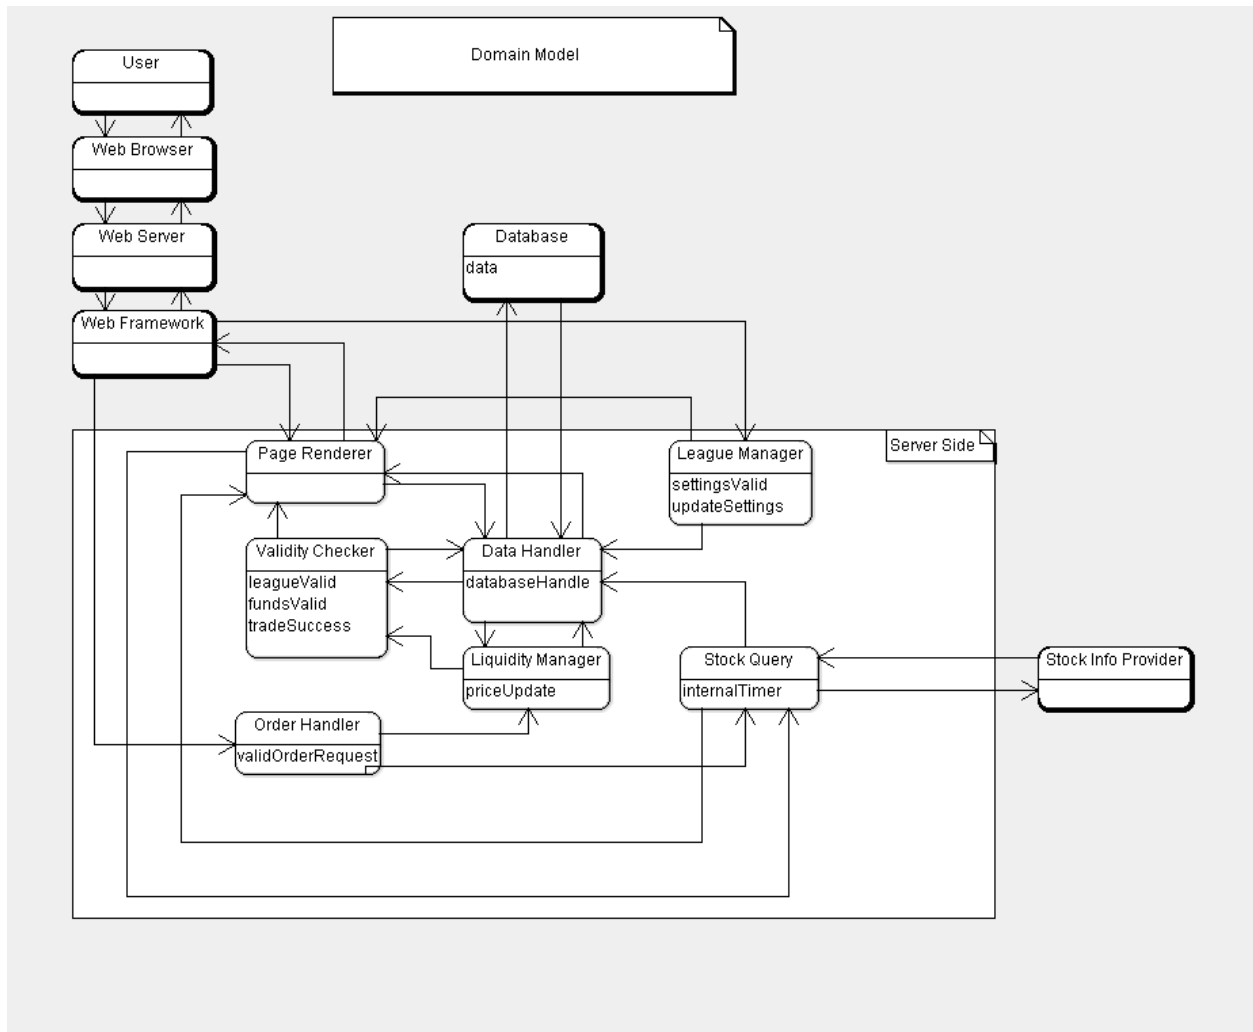 Domain Model
User
Web Browser
Web Server
Database
data
Web Framework
Server Side
Page Renderer
League Manager
settingsValid
updateSettings
Validity Checker
leagueValid
fundsValid
tradeSuccess
Data Handler
databaseHandle
Liquidity Manager
priceUpdate
Stock Query
internalTimer
Stock Info Provider
Order Handler
validOrderRequest